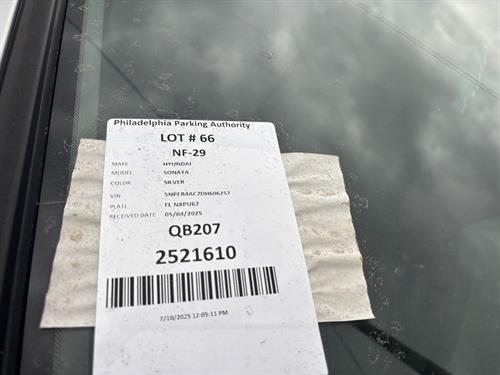 Philadelphia Parking Authority
LOT # 66
NF-29
MAKE HYUNDAI
MODEL SONATA
COLOR SILVER
VIN 5NPEB4AC7DH606257
PLATE FL NXPU67
RECEIVED DATE 05/04/2025
QB207
2521610
7/10/2025 12:05:11 PM